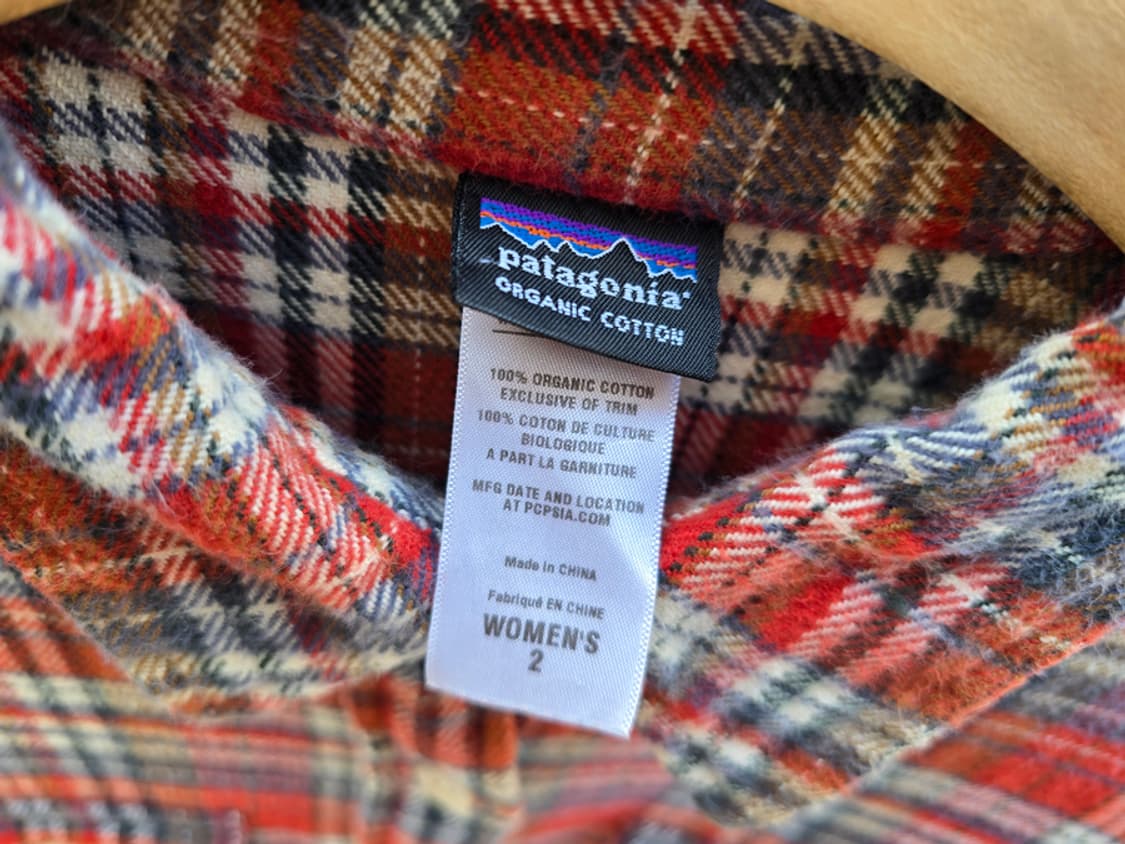 patagonia®
ORGANIC COTTON
100% ORGANIC COTTON
EXCLUSIVE OF TRIM
100% COTON DE CULTURE
BIOLOGIQUE
A PART LA GARNITURE
MFG DATE AND LOCATION
AT PCPSIA.COM
Made in CHINA
Fabriqué EN CHINE
WOMEN'S
2